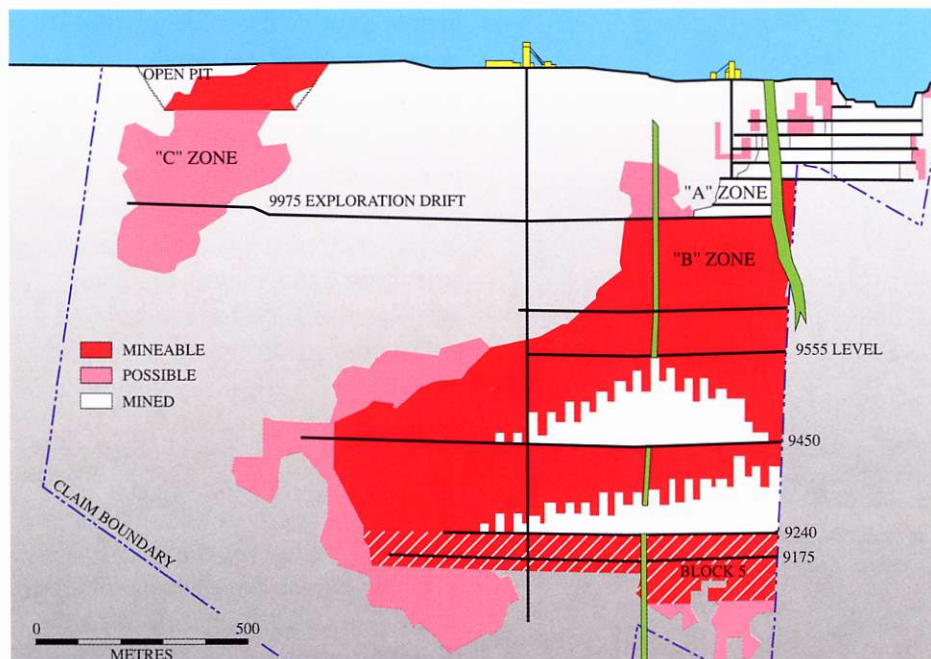 OPEN PIT
"C" ZONE
9975 EXPLORATION DRIFT
"A" ZONE
"B" ZONE
MINEABLE
POSSIBLE
MINED
9555 LEVEL
9450
CLAIM BOUNDARY
9240
9175
BLOCK 5
0 500
METRES